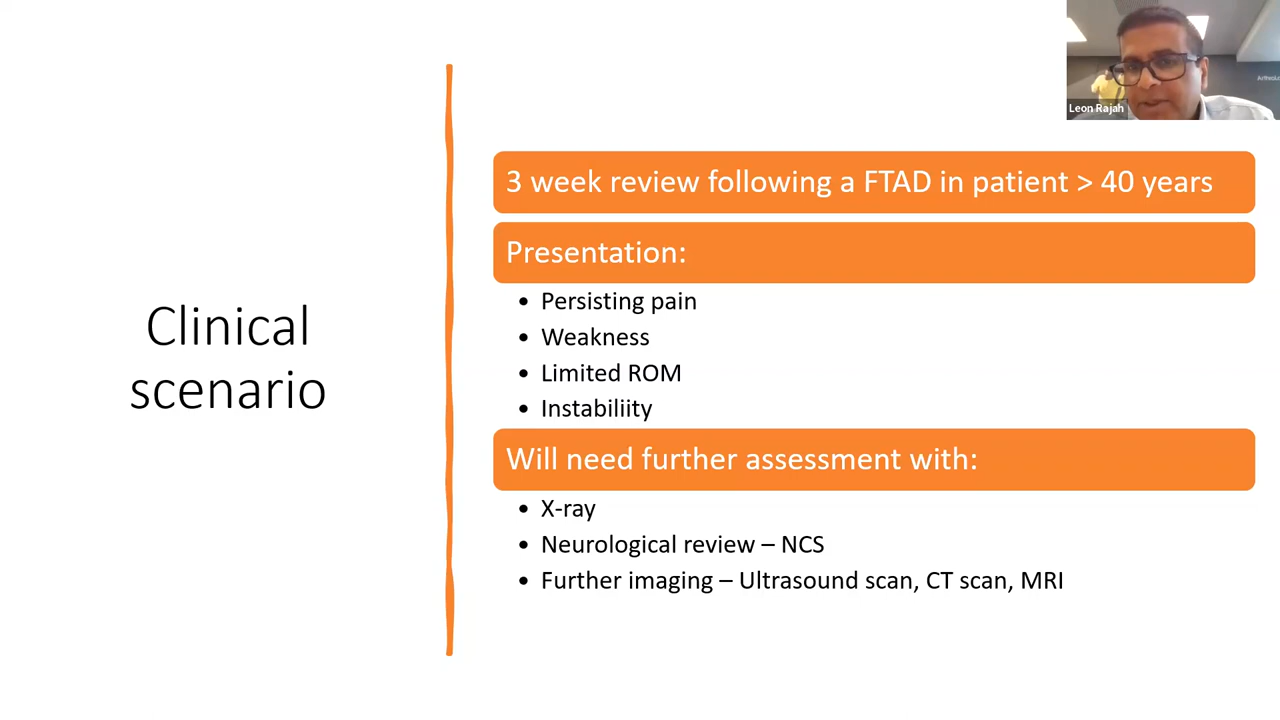 Leon Rajah
3 week review following a FTAD in patient > 40 years
Presentation:
• Persisting pain
• Weakness
• Limited ROM
• Instabiliity
Clinical
scenario
Will need further assessment with:
• X-ray
• Neurological review – NCS
• Further imaging – Ultrasound scan, CT scan, MRI